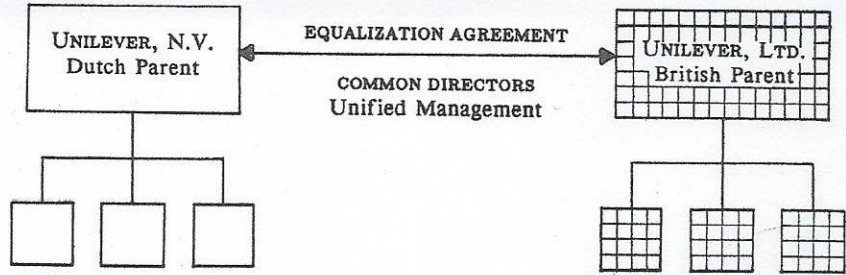 UNILEVER, N.V.
Dutch Parent
EQUALIZATION AGREEMENT
COMMON DIRECTORS
Unified Management
UNILEVER, LTD.
British Parent